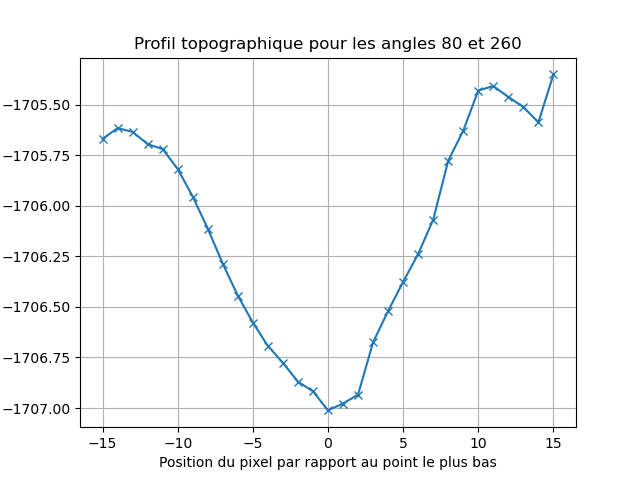 Profil topographique pour les angles 80 et 260
−1705.50
−1705.75
−1706.00
−1706.25
−1706.50
−1706.75
−1707.00
−15 −10 −5 0 5 10 15
Position du pixel par rapport au point le plus bas